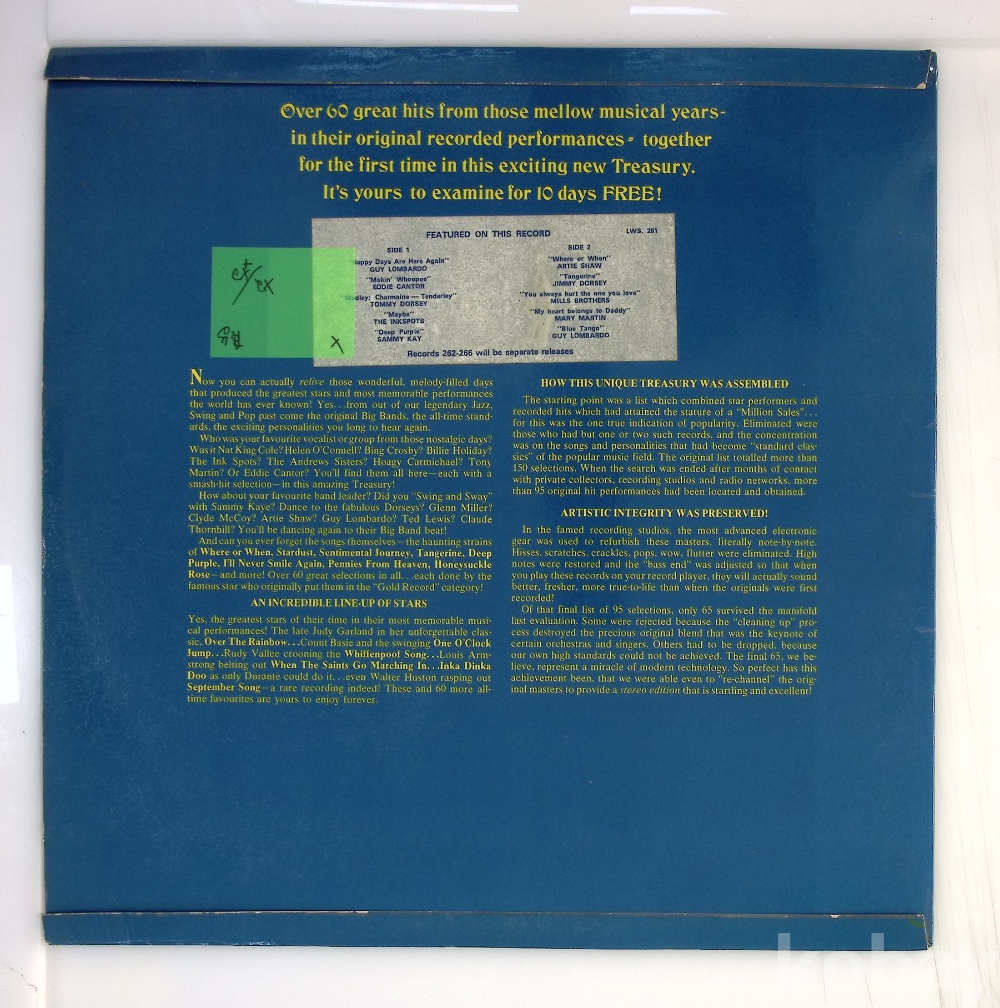 Over 60 great hits from those mellow musical years-
in their original recorded performances - together
for the first time in this exciting new Treasury.
It's yours to examine for 10 days FREE!
FEATURED ON THIS RECORD
LWS. 261
SIDE 1
appy Days Are Here Again"
GUY LOMBARDO
"Makin' Whoopee"
EDDIE CANTOR
edley: Charmaine — Tenderley"
TOMMY DORSEY
"Maybe"
THE INKSPOTS
"Deep Purple"
SAMMY KAY
SIDE 2
"Where or When"
ARTIE SHAW
"Tangerine"
JIMMY DORSEY
"You always hurt the one you love"
MILLS BROTHERS
"My heart belongs to Daddy"
MARY MARTIN
"Blue Tango"
GUY LOMBARDO
Records 262-266 will be separate releases
ex/ex
x
Now you can actually relive those wonderful, melody-filled days
that produced the greatest stars and most memorable performances
the world has ever known! Yes...from out of our legendary Jazz,
Swing and Pop past come the original Big Bands, the all-time stand-
ards, the exciting personalities you long to hear again.
Who was your favourite vocalist or group from those nostalgic days?
Was it Nat King Cole? Helen O'Connell? Bing Crosby? Billie Holiday?
The Ink Spots? The Andrews Sisters? Hoagy Carmichael? Tony
Martin? Or Eddie Cantor? You'll find them all here—each with a
smash-hit selection—in this amazing Treasury!
How about your favourite band leader? Did you "Swing and Sway"
with Sammy Kaye? Dance to the fabulous Dorseys? Glenn Miller?
Clyde McCoy? Artie Shaw? Guy Lombardo? Ted Lewis? Claude
Thornhill? You'll be dancing again to their Big Band beat!
And can you ever forget the songs themselves—the haunting strains
of Where or When, Stardust, Sentimental Journey, Tangerine, Deep
Purple, I'll Never Smile Again, Pennies From Heaven, Honeysuckle
Rose—and more! Over 60 great selections in all...each done by the
famous star who originally put them in the "Gold Record" category!
AN INCREDIBLE LINE-UP OF STARS
Yes, the greatest stars of their time in their most memorable musi-
cal performances! The late Judy Garland in her unforgettable clas-
sic, Over The Rainbow...Count Basie and the swinging One O'Clock
Jump...Rudy Vallee crooning the Whiffenpoof Song...Louis Arm-
strong belting out When The Saints Go Marching In...Inka Dinka
Doo as only Durante could do it...even Walter Huston rasping out
September Song—a rare recording indeed! These and 60 more all-
time favourites are yours to enjoy forever.
HOW THIS UNIQUE TREASURY WAS ASSEMBLED
The starting point was a list which combined star performers and
recorded hits which had attained the stature of a "Million Sales"...
for this was the one true indication of popularity. Eliminated were
those who had but one or two such records, and the concentration
was on the songs and personalities that had become "standard clas-
sics" of the popular music field. The original list totalled more than
150 selections. When the search was ended after months of contact
with private collectors, recording studios and radio networks, more
than 95 original hit performances had been located and obtained.
ARTISTIC INTEGRITY WAS PRESERVED!
In the famed recording studios, the most advanced electronic
gear was used to refurbish these masters, literally note-by-note.
Hisses, scratches, crackles, pops, wow, flutter were eliminated. High
notes were restored and the "bass end" was adjusted so that when
you play these records on your record player, they will actually sound
better, fresher, more true-to-life than when the originals were first
recorded!
Of that final list of 95 selections, only 65 survived the manifold
last evaluation. Some were rejected because the "cleaning up" pro-
cess destroyed the precious original blend that was the keynote of
certain orchestras and singers. Others had to be dropped, because
our own high standards could not be achieved. The final 65, we be-
lieve, represent a miracle of modern technology. So perfect has this
achievement been, that we were able even to "re-channel" the orig-
inal masters to provide a stereo edition that is startling and excellent!